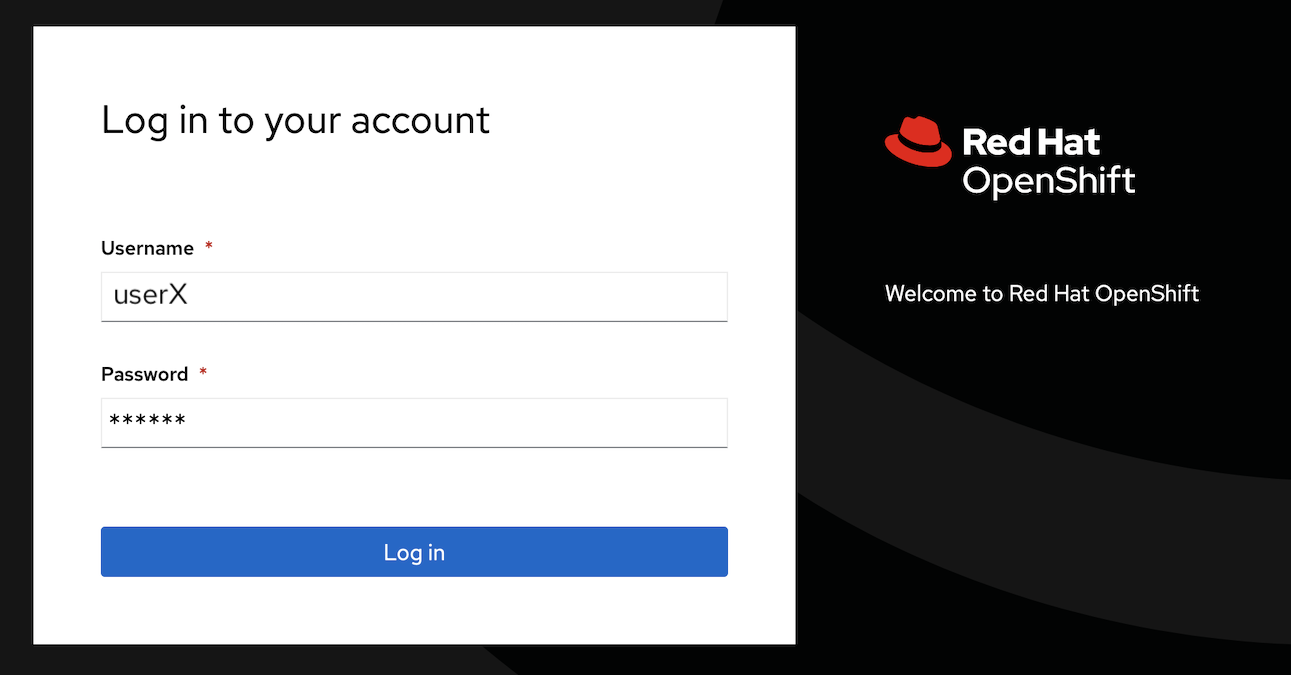 Log in to your account
Username *
userX
Password *
******
Log in
Red Hat
OpenShift
Welcome to Red Hat OpenShift